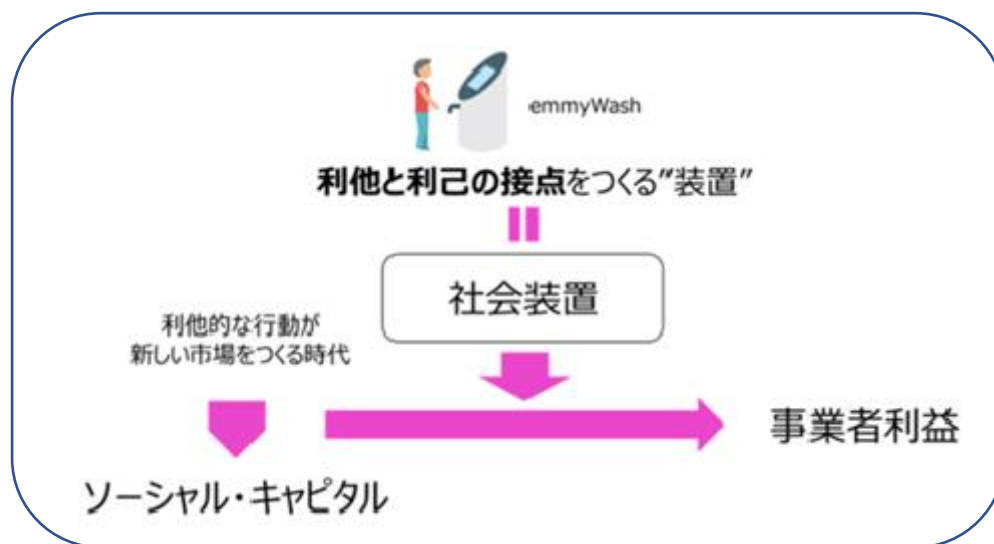 emmyWash
利他と利己の接点をつくる“装置”
社会装置
利他的な行動が
新しい市場をつくる時代
事業者利益
ソーシャル・キャピタル